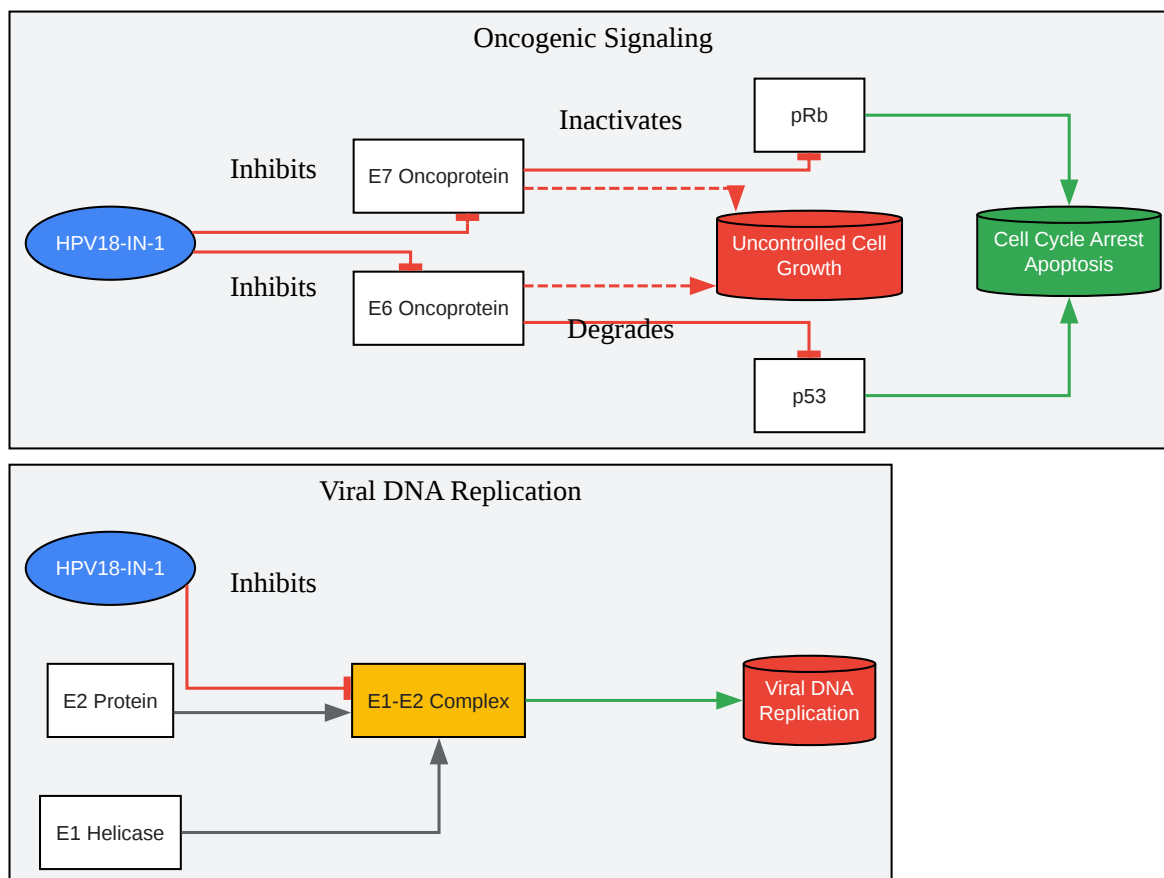 Oncogenic Signaling
pRb
Inactivates
Inhibits
E7 Oncoprotein
HPV18-IN-1
Uncontrolled Cell
Growth
Cell Cycle Arrest
Apoptosis
Inhibits
E6 Oncoprotein
Degrades
p53
Viral DNA Replication
HPV18-IN-1
Inhibits
E2 Protein
E1-E2 Complex
Viral DNA
Replication
E1 Helicase